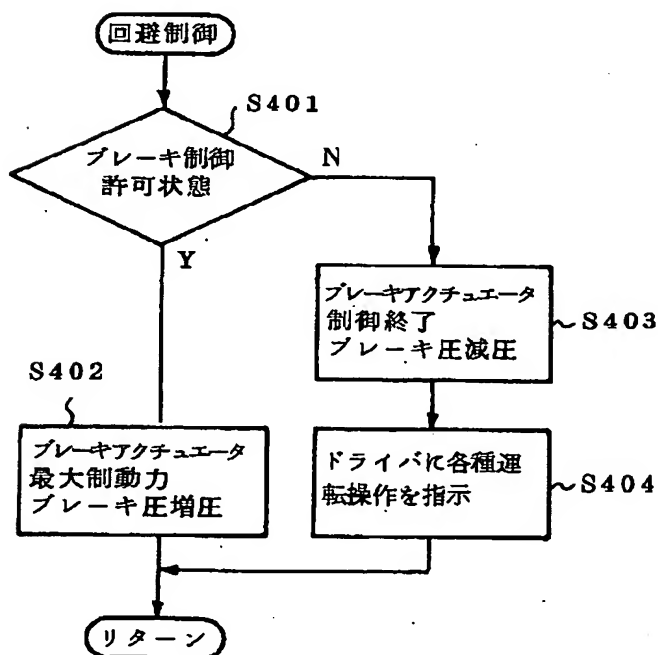 回避制御
S401
ブレーキ制御
許可状態
N
Y
ブレーキアクチュエータ
制御終了
ブレーキ圧減圧
S403
S402
ブレーキアクチュエータ
最大制動力
ブレーキ圧増圧
ドライバに各種運
転操作を指示
S404
リターン